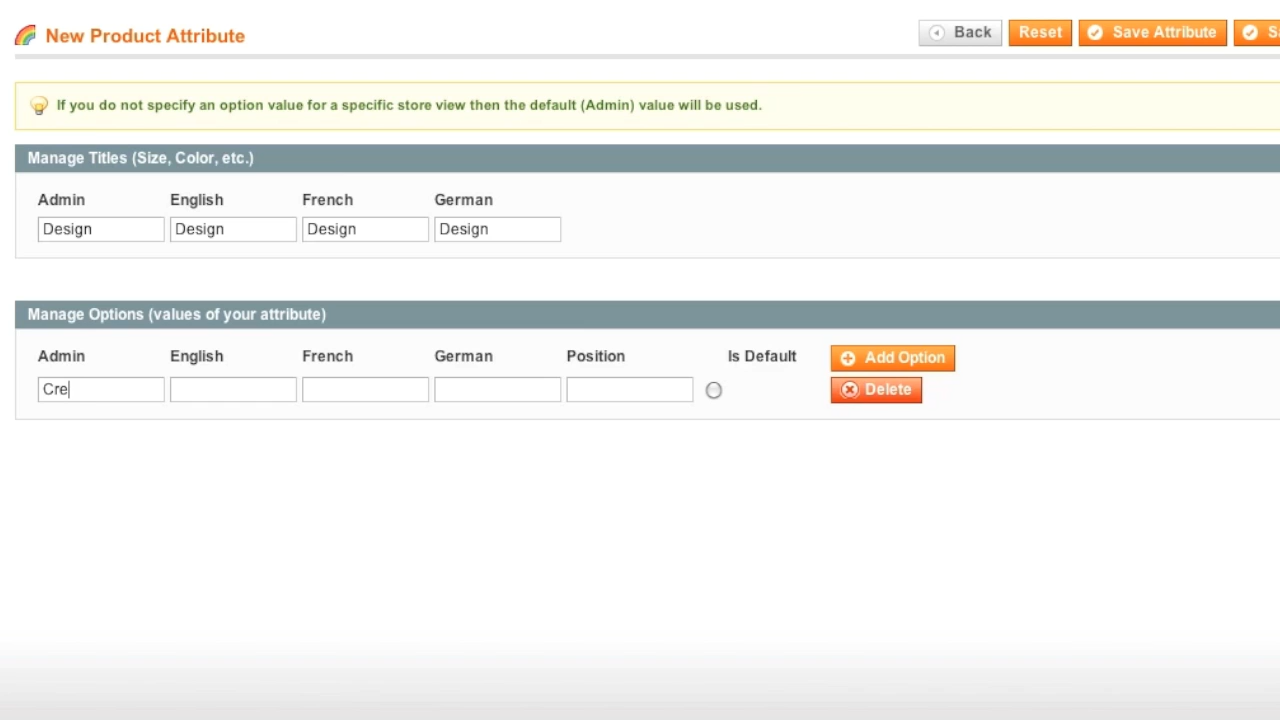 New Product Attribute
Back Reset Save Attribute
If you do not specify an option value for a specific store view then the default (Admin) value will be used.
Manage Titles (Size, Color, etc.)
Admin English French German
Design Design Design Design
Manage Options (values of your attribute)
Admin English French German Position Is Default Add Option
Cre Delete